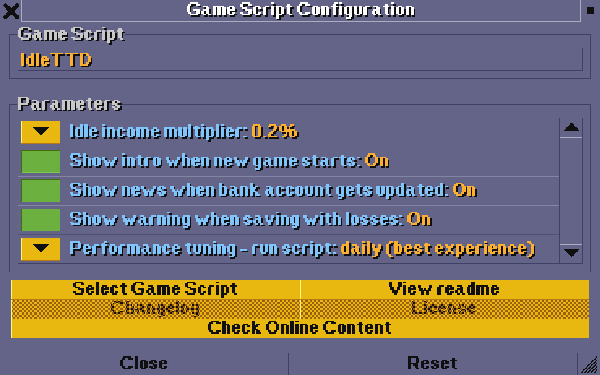 Game Script Configuration
Game Script
IdleTTD
Parameters
Idle income multiplier: 0.2%
Show intro when new game starts: On
Show news when bank account gets updated: On
Show warning when saving with losses: On
Performance tuning - run script: daily (best experience)
Select Game Script View readme
Changelog License
Check Online Content
Close Reset